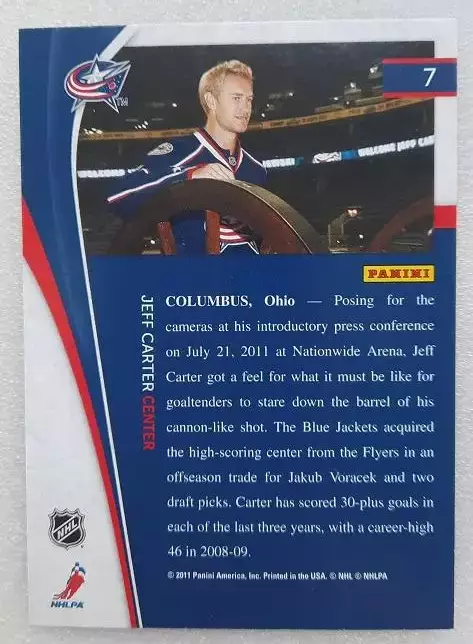 TM
7
WELCOME JEFF CAR
PANINI
JEFF CARTER CENTER
COLUMBUS, Ohio — Posing for the
cameras at his introductory press conference
on July 21, 2011 at Nationwide Arena, Jeff
Carter got a feel for what it must be like for
goaltenders to stare down the barrel of his
cannon-like shot. The Blue Jackets acquired
the high-scoring center from the Flyers in an
offseason trade for Jakub Voracek and two
draft picks. Carter has scored 30-plus goals in
each of the last three years, with a career-high
46 in 2008-09.
© 2011 Panini America, Inc. Printed in the USA. © NHL © NHLPA
NHL
NHLPA